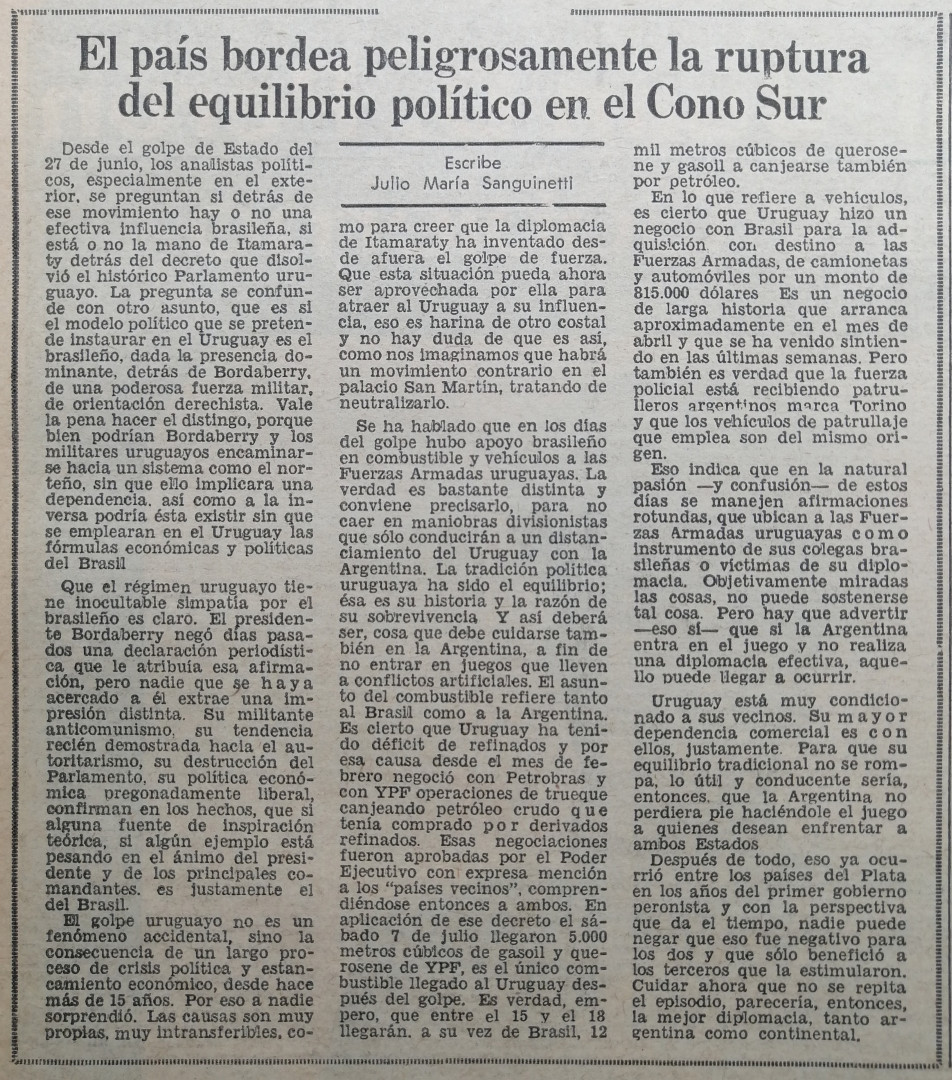 El país bordea peligrosamente la ruptura
del equilibrio político en el Cono Sur
Desde el golpe de Estado del
27 de junio, los analistas políti-
cos, especialmente en el exte-
rior, se preguntan si detrás de
ese movimiento hay o no una
efectiva influencia brasileña, si
está o no la mano de Itamara-
ty detrás del decreto que disol-
vió el histórico Parlamento uru-
guayo. La pregunta se confun-
de con otro asunto, que es si
el modelo político que se preten-
de instaurar en el Uruguay es el
brasileño, dada la presencia do-
minante, detrás de Bordaberry,
de una poderosa fuerza militar,
de orientación derechista. Vale
la pena hacer el distingo, porque
bien podrían Bordaberry y los
militares uruguayos encaminar-
se hacia un sistema como el nor-
teño, sin que ello implicara una
dependencia, así como a la in-
versa podría ésta existir sin que
se emplearan en el Uruguay las
fórmulas económicas y políticas
del Brasil
Que el régimen uruguayo tie-
ne inocultable simpatía por el
brasileño es claro. El presiden-
te Bordaberry negó días pasa-
dos una declaración periodísti-
ca que le atribuía esa afirma-
ción, pero nadie que se haya
acercado a él extrae una im-
presión distinta. Su militante
anticomunismo, su tendencia
recién demostrada hacia el au-
toritarismo, su destrucción del
Parlamento, su política econó-
mica pregonadamente liberal,
confirman en los hechos, que si
alguna fuente de inspiración
teórica, si algún ejemplo está
pesando en el ánimo del presi-
dente y de los principales co-
mandantes, es justamente el
del Brasil.
El golpe uruguayo no es un
fenómeno accidental, sino la
consecuencia de un largo pro-
ceso de crisis política y estan-
camiento económico, desde hace
más de 15 años. Por eso a nadie
sorprendió. Las causas son muy
propias, muy intransferibles, co-
Escribe
Julio María Sanguinetti
mo para creer que la diplomacia
de Itamaraty ha inventado des-
de afuera el golpe de fuerza.
Que esta situación pueda ahora
ser aprovechada por ella para
atraer al Uruguay a su influen-
cia, eso es harina de otro costal
y no hay duda de que es así,
como nos imaginamos que habrá
un movimiento contrario en el
palacio San Martín, tratando de
neutralizarlo.
Se ha hablado que en los días
del golpe hubo apoyo brasileño
en combustible y vehículos a las
Fuerzas Armadas uruguayas. La
verdad es bastante distinta y
conviene precisarlo, para no
caer en maniobras divisionistas
que sólo conducirán a un distan-
ciamiento del Uruguay con la
Argentina. La tradición política
uruguaya ha sido el equilibrio;
ésa es su historia y la razón de
su sobrevivencia Y así deberá
ser, cosa que debe cuidarse tam-
bién en la Argentina, a fin de
no entrar en juegos que lleven
a conflictos artificiales. El asun-
to del combustible refiere tanto
al Brasil como a la Argentina.
Es cierto que Uruguay ha teni-
do déficit de refinados y por
esa causa desde el mes de fe-
brero negoció con Petrobras y
con YPF operaciones de trueque
canjeando petróleo crudo que
tenía comprado por derivados
refinados. Esas negociaciones
fueron aprobadas por el Poder
Ejecutivo con expresa mención
a los "países vecinos", compren-
diéndose entonces a ambos. En
aplicación de ese decreto el sá-
bado 7 de julio llegaron 5.000
metros cúbicos de gasoil y que-
rosene de YPF, es el único com-
bustible llegado al Uruguay des-
pués del golpe. Es verdad, em-
pero, que entre el 15 y el 18
llegarán, a su vez de Brasil, 12
mil metros cúbicos de querose-
ne y gasoil a canjearse también
por petróleo.
En lo que refiere a vehículos,
es cierto que Uruguay hizo un
negocio con Brasil para la ad-
quisición con destino a las
Fuerzas Armadas, de camionetas
y automóviles por un monto de
815.000 dólares Es un negocio
de larga historia que arranca
aproximadamente en el mes de
abril y que se ha venido sintien-
do en las últimas semanas. Pero
también es verdad que la fuerza
policial está recibiendo patru-
lleros argentinos marca Torino
y que los vehículos de patrullaje
que emplea son del mismo ori-
gen.
Eso indica que en la natural
pasión —y confusión— de estos
días se manejen afirmaciones
rotundas, que ubican a las Fuer-
zas Armadas uruguayas como
instrumento de sus colegas bra-
sileñas o víctimas de su diplo-
macia. Objetivamente miradas
las cosas, no puede sostenerse
tal cosa. Pero hay que advertir
—eso sí— que si la Argentina
entra en el juego y no realiza
una diplomacia efectiva, aque-
llo puede llegar a ocurrir.
Uruguay está muy condicio-
nado a sus vecinos. Su mayor
dependencia comercial es con
ellos, justamente. Para que su
equilibrio tradicional no se rom-
pa, lo útil y conducente sería,
entonces, que la Argentina no
perdiera pie haciéndole el juego
a quienes desean enfrentar a
ambos Estados
Después de todo, eso ya ocu-
rrió entre los países del Plata
en los años del primer gobierno
peronista y con la perspectiva
que da el tiempo, nadie puede
negar que eso fue negativo para
los dos y que sólo benefició a
los terceros que la estimularon.
Cuidar ahora que no se repita
el episodio, parecería, entonces,
la mejor diplomacia, tanto ar-
gentina como continental.